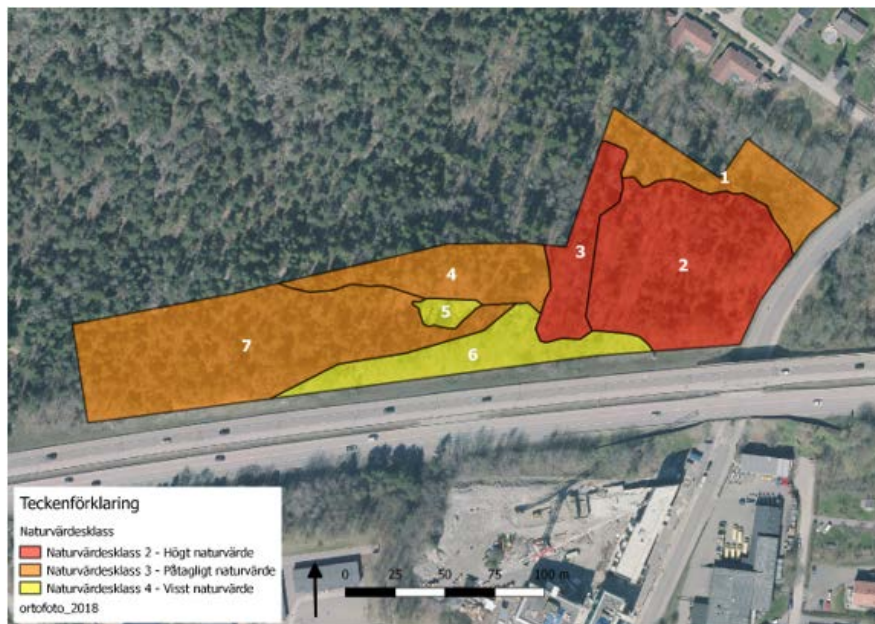 1
2
3
4
5
6
7
Teckenförklaring
Naturvärdesklass
Naturvärdesklass 2 - Högt naturvärde
Naturvärdesklass 3 - Påtagligt naturvärde
Naturvärdesklass 4 - Visst naturvärde
ortofoto_2018
0 25 50 75 100 m